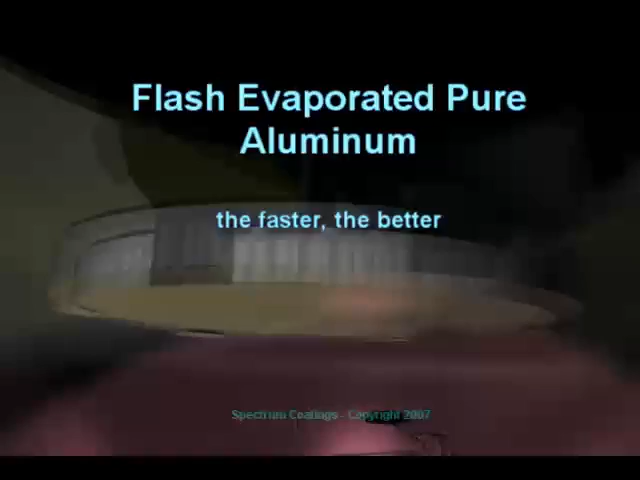 Flash Evaporated Pure
Aluminum
the faster, the better
Spectrum Coatings - Copyright 2007